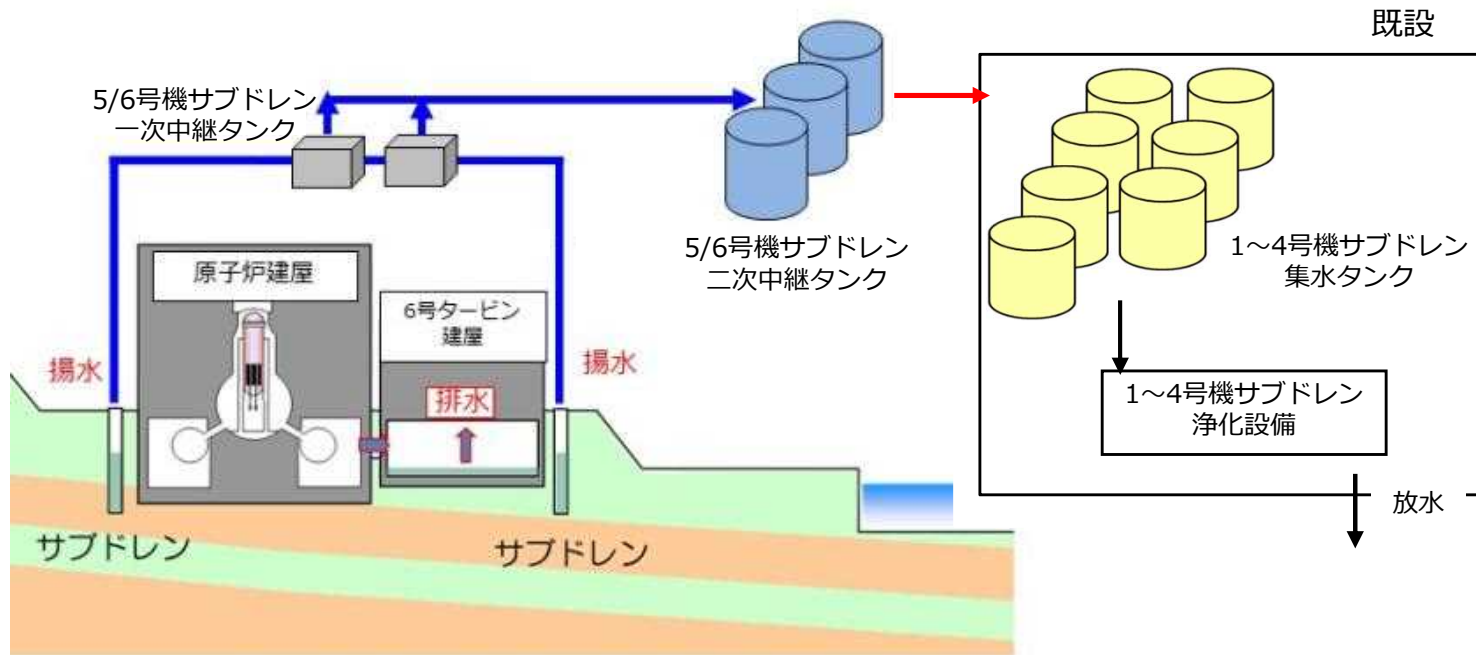 既設
5/6号機サブドレン
一次中継タンク
5/6号機サブドレン
二次中継タンク
1～4号機サブドレン
集水タンク
原子炉建屋
6号タービン
建屋
揚水
揚水
排水
1～4号機サブドレン
浄化設備
放水
サブドレン
サブドレン